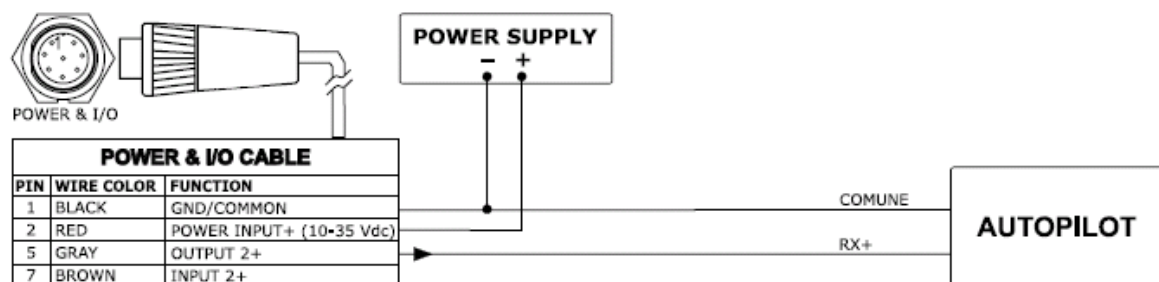 POWER & I/O
POWER SUPPLY
- +
POWER & I/O CABLE
PIN WIRE COLOR FUNCTION
1 BLACK GND/COMMON
2 RED POWER INPUT+ (10-35 Vdc)
5 GRAY OUTPUT 2+
7 BROWN INPUT 2+
COMUNE
RX+
AUTOPILOT
1